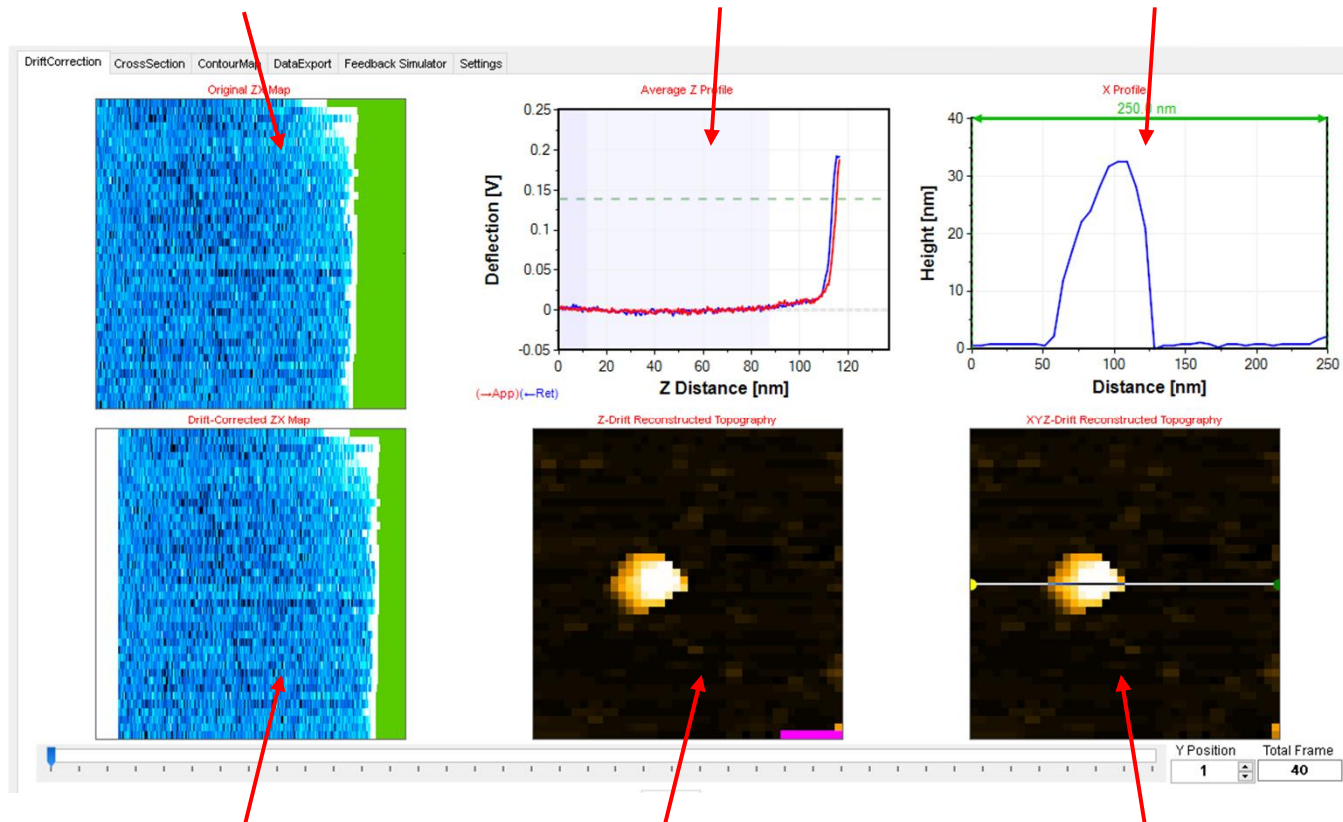 DriftCorrection CrossSection ContourMap DataExport Feedback Simulator Settings
Original ZX Map
Average Z Profile
0.25
0.2
0.15
0.1
0.05
0
-0.05
Deflection [V]
0 20 40 60 80 100 120
Z Distance [nm]
(→App)(←Ret)
X Profile
250.0 nm
40
30
20
10
0
Height [nm]
0 50 100 150 200 250
Distance [nm]
Drift-Corrected ZX Map
Z-Drift Reconstructed Topography
XYZ-Drift Reconstructed Topography
Y Position Total Frame
1 40